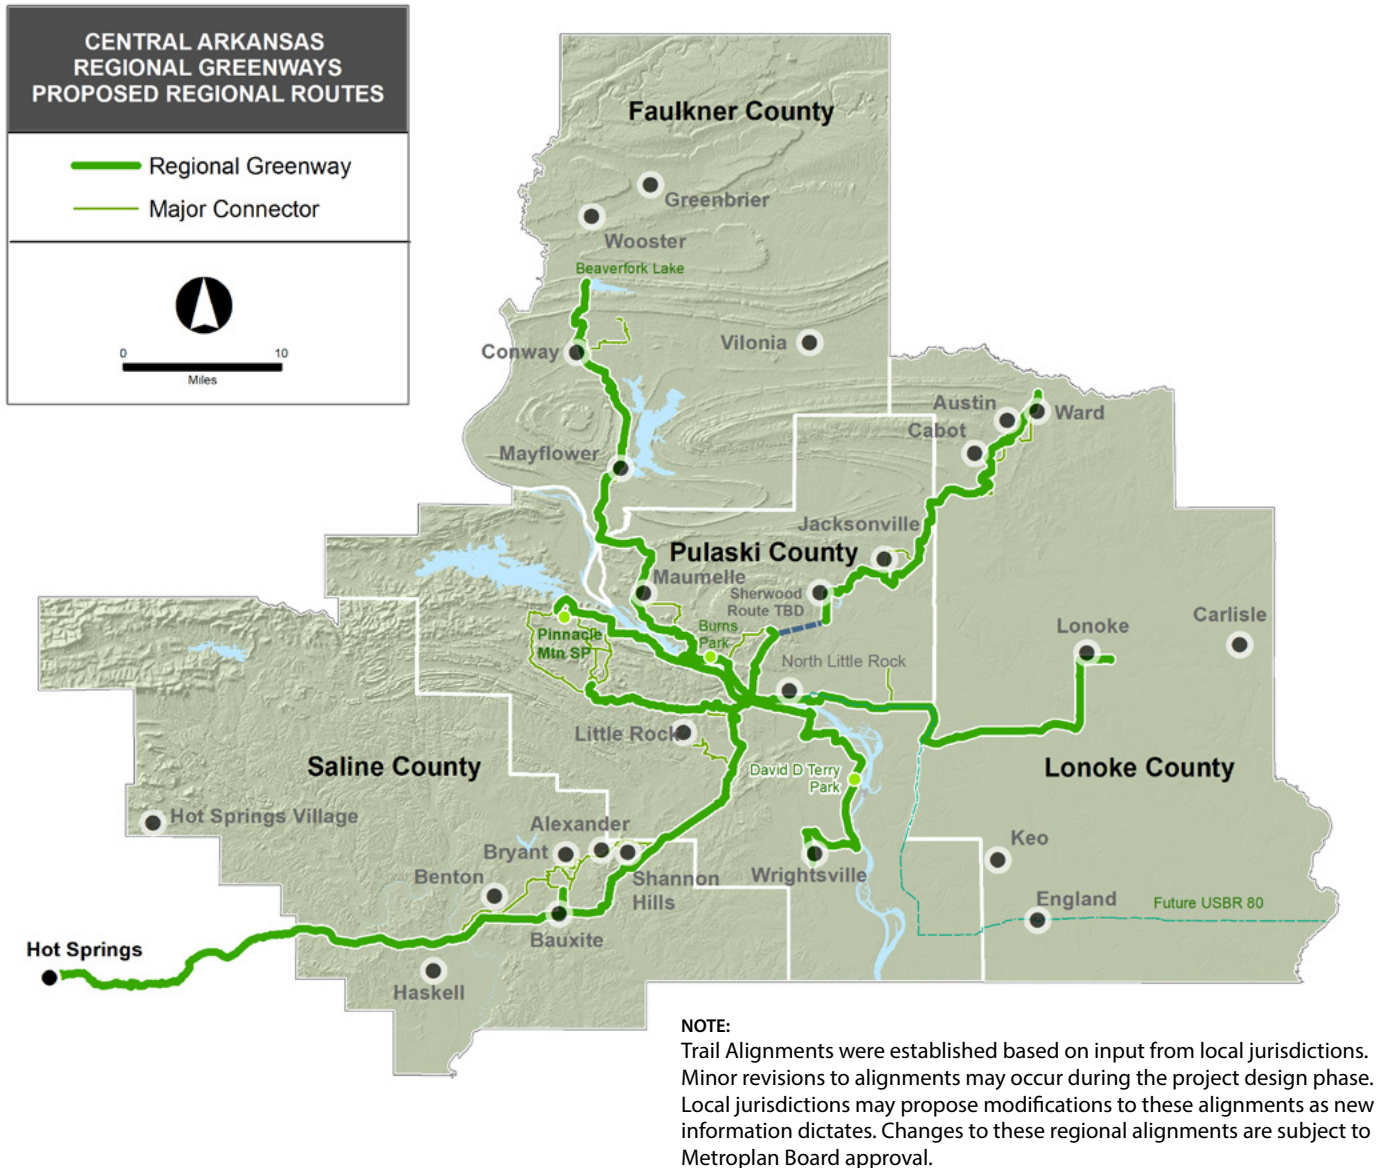 CENTRAL ARKANSAS
REGIONAL GREENWAYS
PROPOSED REGIONAL ROUTES
Regional Greenway
Major Connector
0 10
Miles
Faulkner County
Greenbrier
Wooster
Beaverfork Lake
Conway
Vilonia
Austin
Ward
Cabot
Mayflower
Jacksonville
Pulaski County
Maumelle
Sherwood
Route TBD
Burns
Park
Pinnacle
Mtn SP
North Little Rock
Lonoke
Carlisle
Little Rock
Saline County
David D Terry
Park
Lonoke County
Hot Springs Village
Alexander
Bryant
Benton
Shannon
Hills
Wrightsville
Keo
England
Future USBR 80
Bauxite
Hot Springs
Haskell
NOTE:
Trail Alignments were established based on input from local jurisdictions.
Minor revisions to alignments may occur during the project design phase.
Local jurisdictions may propose modifications to these alignments as new
information dictates. Changes to these regional alignments are subject to
Metroplan Board approval.